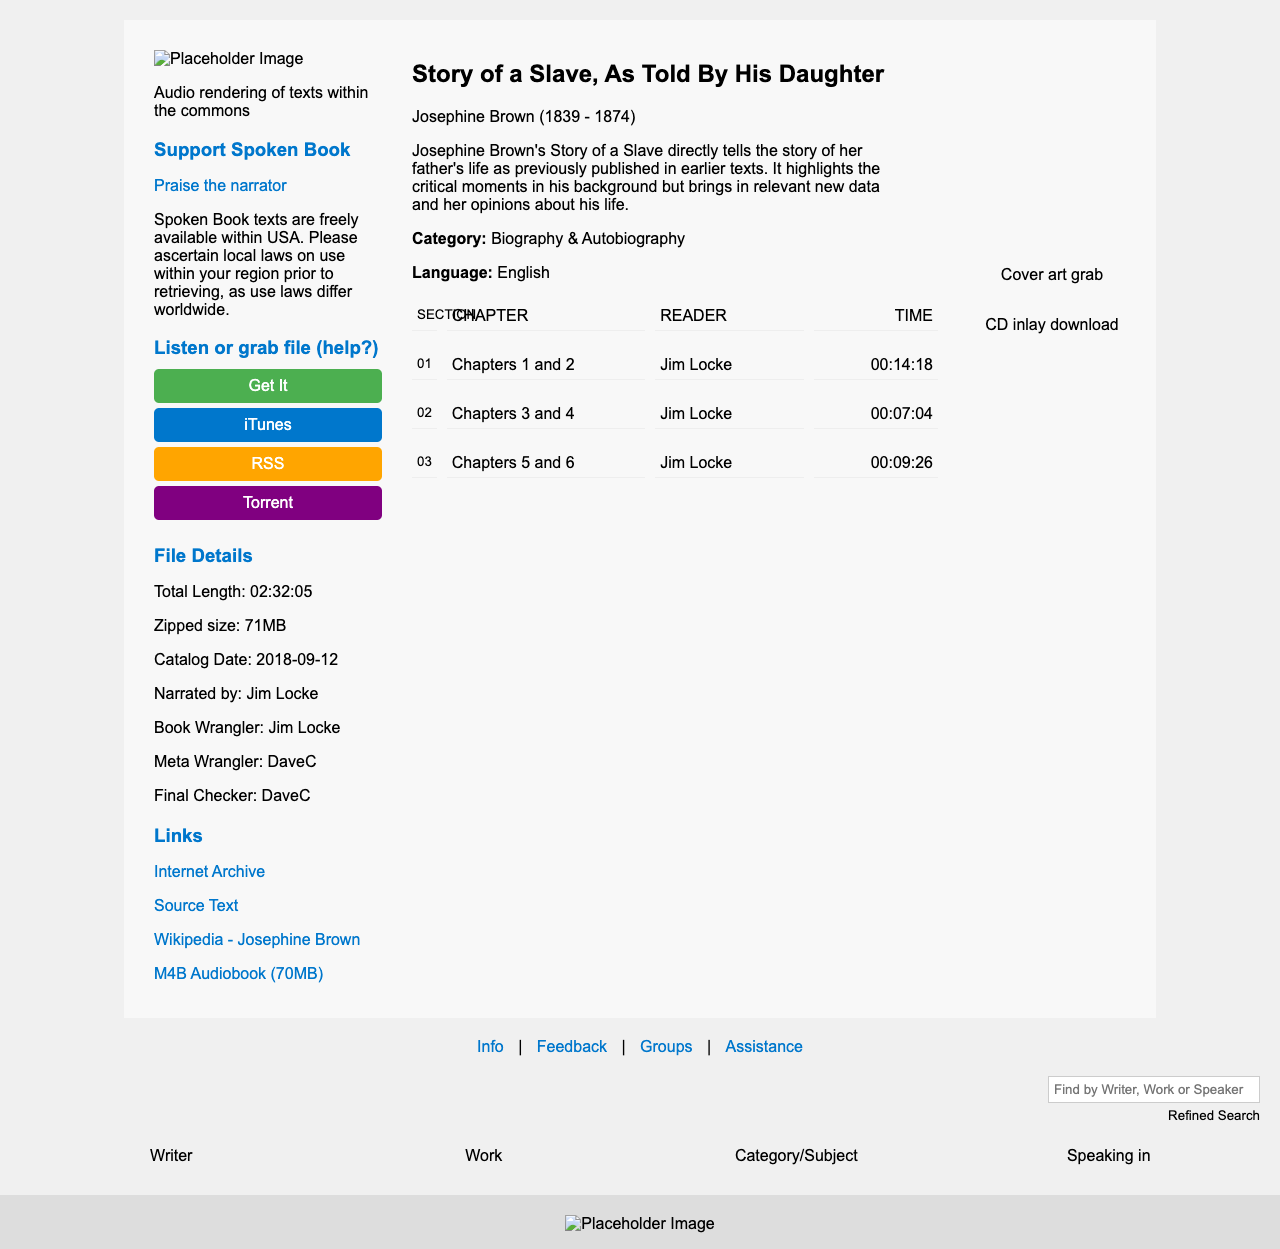 Placeholder Image
Audio rendering of texts within
the commons
Support Spoken Book
Praise the narrator
Spoken Book texts are freely
available within USA. Please
ascertain local laws on use
within your region prior to
retrieving, as use laws differ
worldwide.
Listen or grab file (help?)
Get It
iTunes
RSS
Torrent
File Details
Total Length: 02:32:05
Zipped size: 71MB
Catalog Date: 2018-09-12
Narrated by: Jim Locke
Book Wrangler: Jim Locke
Meta Wrangler: DaveC
Final Checker: DaveC
Links
Internet Archive
Source Text
Wikipedia - Josephine Brown
M4B Audiobook (70MB)
Story of a Slave, As Told By His Daughter
Josephine Brown (1839 - 1874)
Josephine Brown's Story of a Slave directly tells the story of her
father's life as previously published in earlier texts. It highlights the
critical moments in his background but brings in relevant new data
and her opinions about his life.
Category: Biography & Autobiography
Language: English
SECTION CHAPTER READER TIME
01 Chapters 1 and 2 Jim Locke 00:14:18
02 Chapters 3 and 4 Jim Locke 00:07:04
03 Chapters 5 and 6 Jim Locke 00:09:26
Cover art grab
CD inlay download
Info | Feedback | Groups | Assistance
Find by Writer, Work or Speaker
Refined Search
Writer Work Category/Subject Speaking in
Placeholder Image